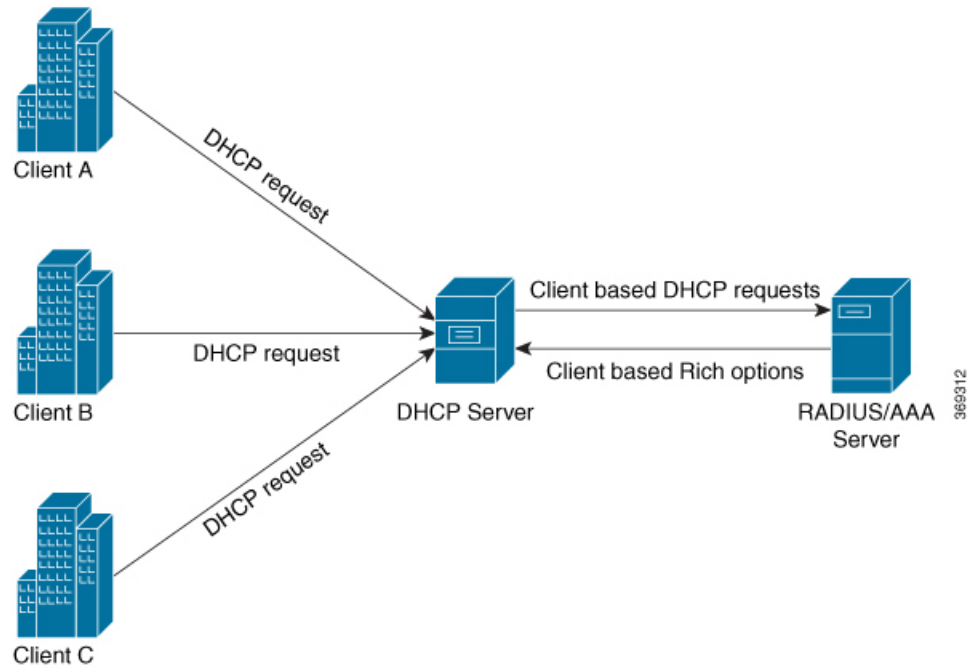 Client A
DHCP request
Client B
DHCP request
Client C
DHCP request
DHCP Server
Client based DHCP requests
Client based Rich options
RADIUS/AAA
Server
369312